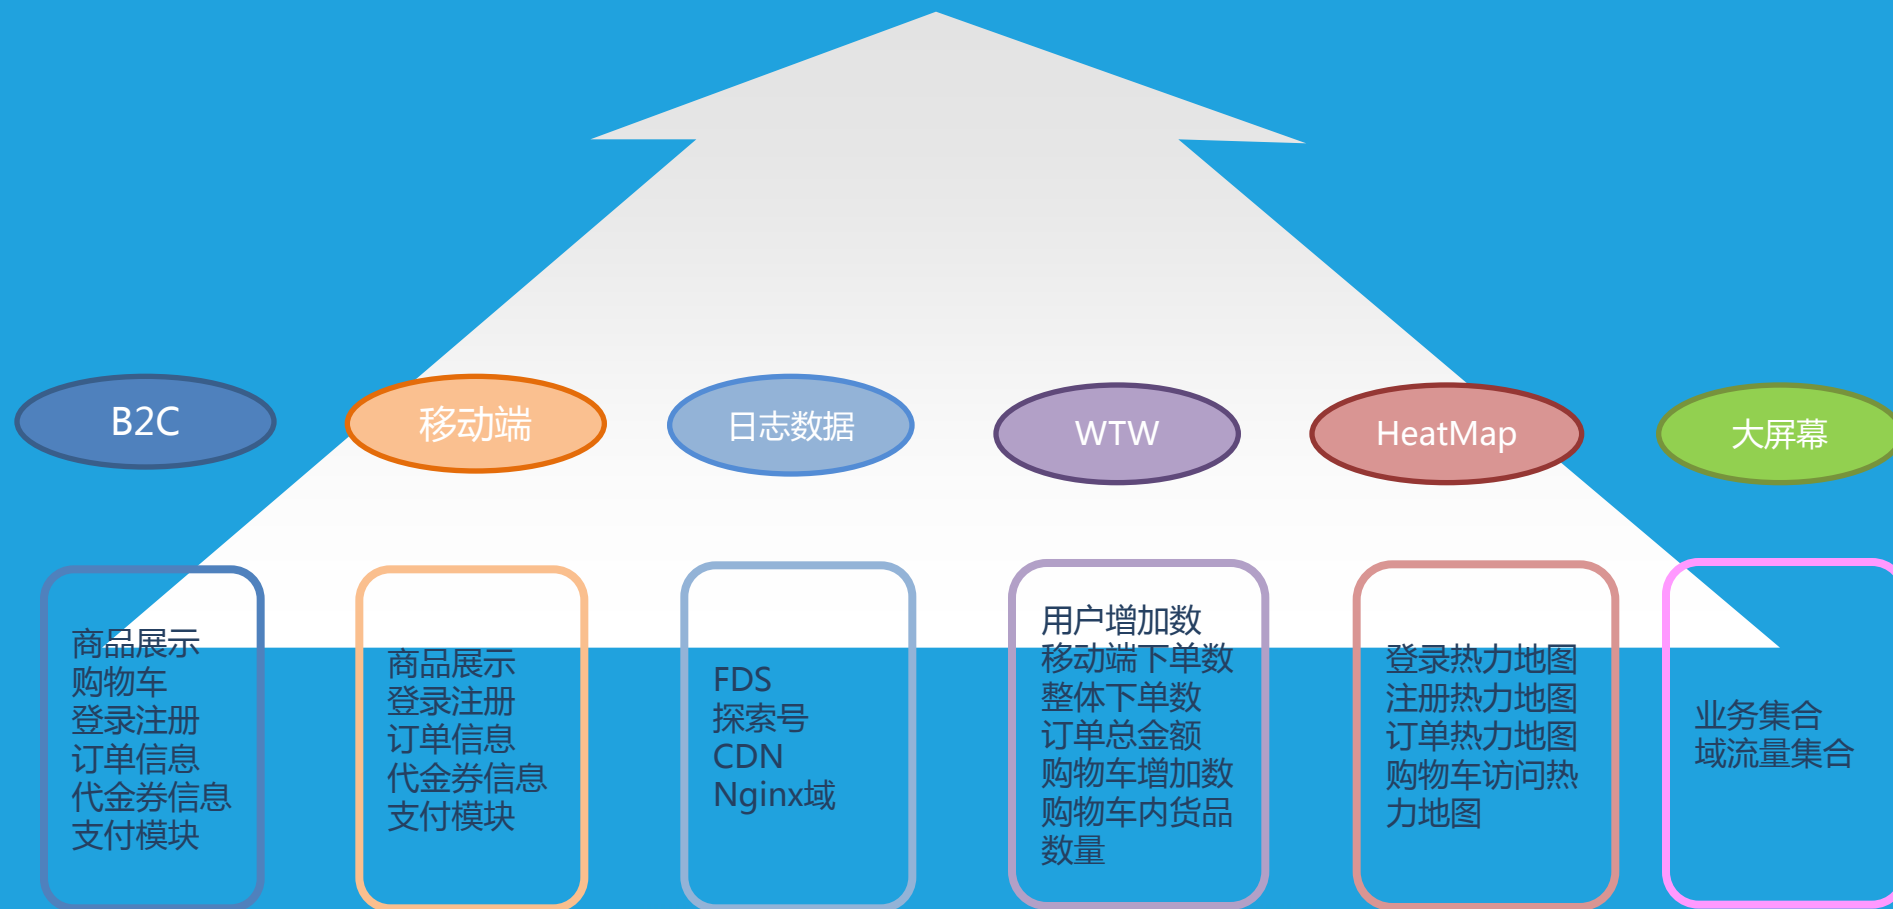 B2C
移动端
日志数据
WTW
HeatMap
大屏幕
商品展示
购物车
登录注册
订单信息
代金券信息
支付模块
商品展示
登录注册
订单信息
代金券信息
支付模块
FDS
探索号
CDN
Nginx域
用户增加数
移动端下单数
整体下单数
订单总金额
购物车增加数
购物车内货品
数量
登录热力地图
注册热力地图
订单热力地图
购物车访问热
力地图
业务集合
域流量集合